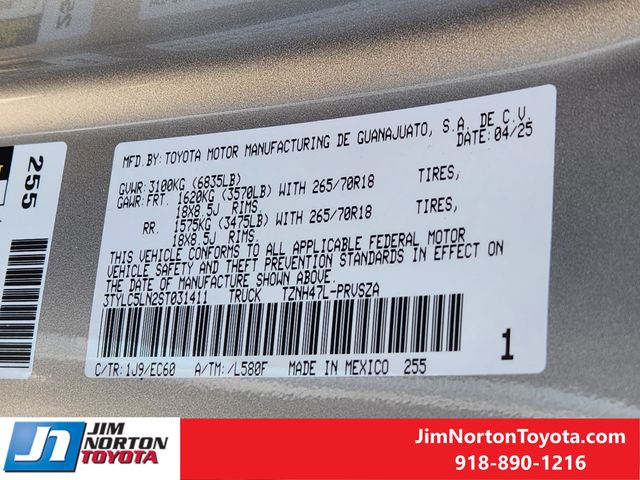 MFD.BY: TOYOTA MOTOR MANUFACTURING DE GUANAJUATO, S.A. DE C.V.
DATE: 04/25
GVWR: 3100KG (6835LB)
GAWR: FRT. 1620KG (3570LB) WITH 265/70R18 TIRES,
18X8.5J RIMS
RR. 1575KG (3475LB) WITH 265/70R18 TIRES,
18X8.5J RIMS
THIS VEHICLE CONFORMS TO ALL APPLICABLE FEDERAL MOTOR
VEHICLE SAFETY AND THEFT PREVENTION STANDARDS IN EFFECT ON
THE DATE OF MANUFACTURE SHOWN ABOVE.
3TYLC5LN2ST031411 TRUCK TZNH47L-PRVSZA
C/TR: 1J9/EC60 A/TM: /L580F MADE IN MEXICO 255
1
255
JIM
NORTON
TOYOTA
JimNortonToyota.com
918-890-1216